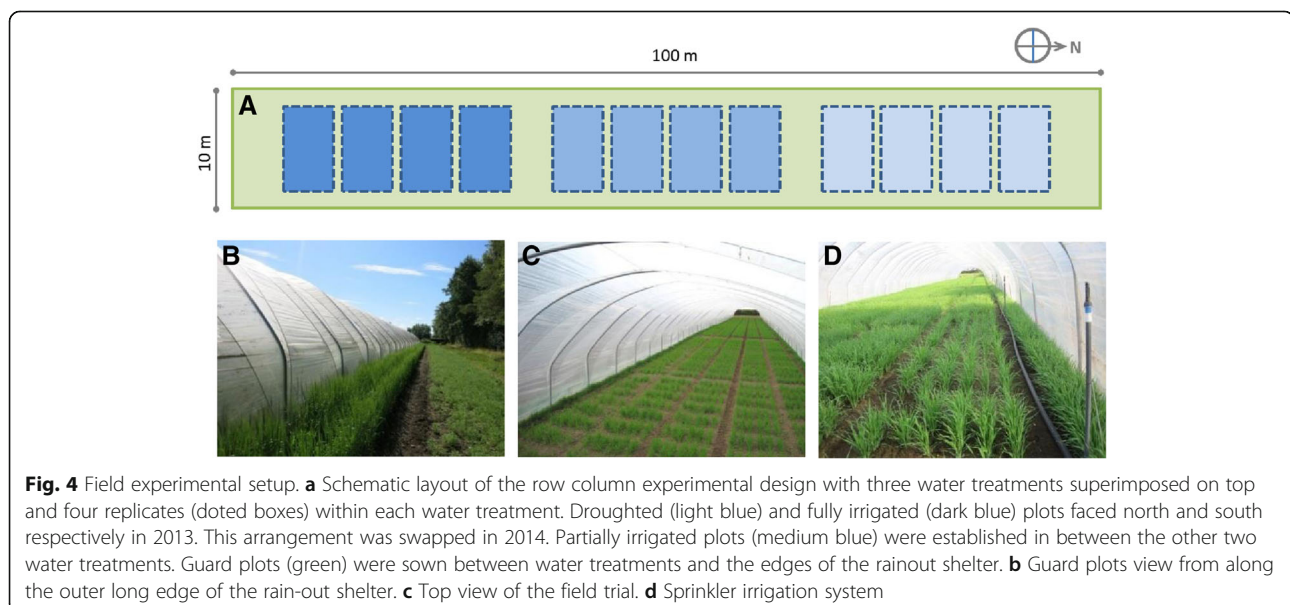 N
100 m
A
10 m
B
C
D
Fig. 4 Field experimental setup. a Schematic layout of the row column experimental design with three water treatments superimposed on top
and four replicates (doted boxes) within each water treatment. Droughted (light blue) and fully irrigated (dark blue) plots faced north and south
respectively in 2013. This arrangement was swapped in 2014. Partially irrigated plots (medium blue) were established in between the other two
water treatments. Guard plots (green) were sown between water treatments and the edges of the rainout shelter. b Guard plots view from along
the outer long edge of the rain-out shelter. c Top view of the field trial. d Sprinkler irrigation system